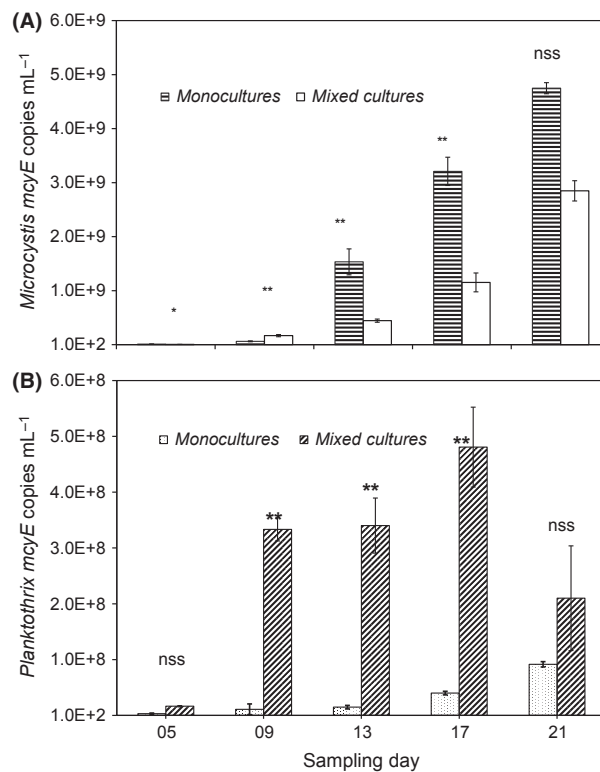 (A)
6.0E+9
5.0E+9
4.0E+9
3.0E+9
2.0E+9
1.0E+9
1.0E+2
Microcystis mcyE copies mL⁻¹
Monocultures Mixed cultures
*
**
**
**
nss
(B)
6.0E+8
5.0E+8
4.0E+8
3.0E+8
2.0E+8
1.0E+8
1.0E+2
Planktothrix mcyE copies mL⁻¹
Monocultures Mixed cultures
nss
**
**
**
nss
05 09 13 17 21
Sampling day